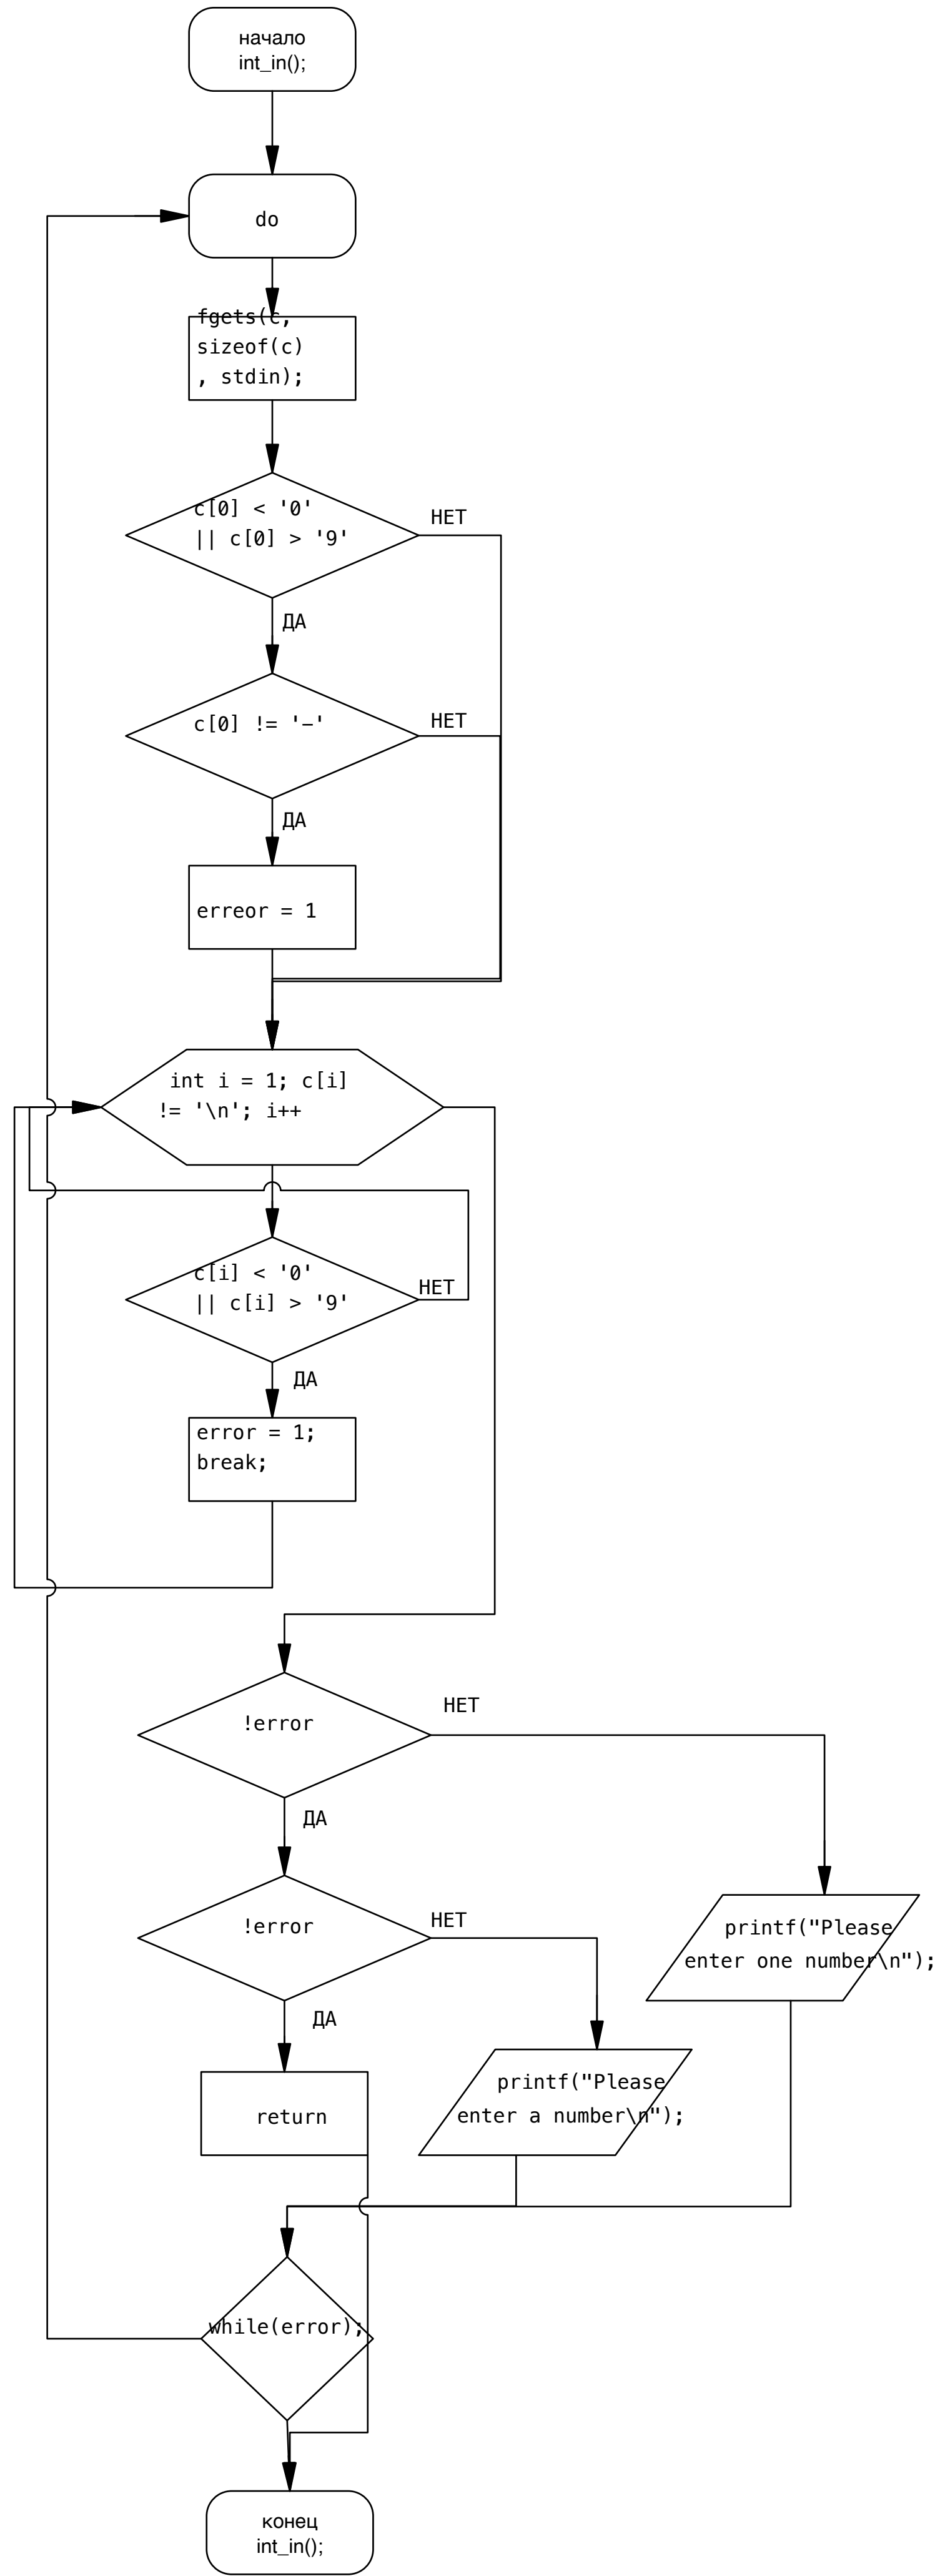 начало
int_in();
do
fgets(c,
sizeof(c)
, stdin);
c[0] < '0'
|| c[0] > '9'
НЕТ
ДА
c[0] != '–'
НЕТ
ДА
erreor = 1
int i = 1; c[i]
!= '\n'; i++
c[i] < '0'
|| c[i] > '9'
НЕТ
ДА
error = 1;
break;
!error
НЕТ
ДА
!error
НЕТ
printf("Please
enter one number\n");
ДА
return
printf("Please
enter a number\n");
while(error);
конец
int_in();